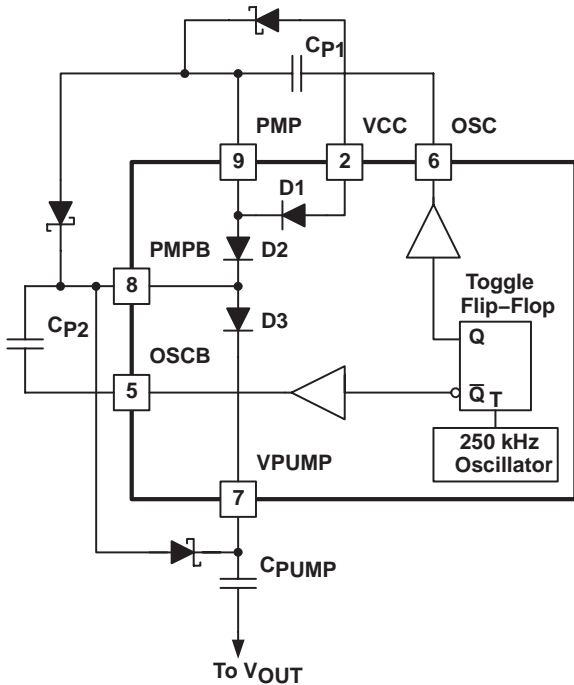 CP1
PMP
VCC
OSC
9
2
6
D1
PMPB
D2
8
Toggle
Flip–Flop
CP2
D3
OSCB
Q
5
Q̅ T
250 kHz
Oscillator
VPUMP
7
CPUMP
To VOUT